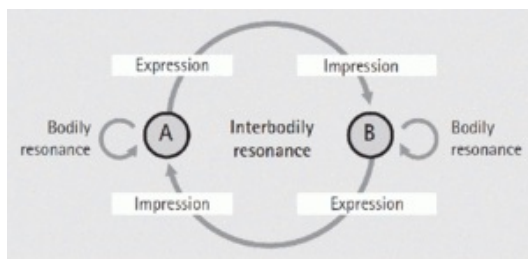 Expression
Impression
Bodily
resonance
A
Interbodily
resonance
B
Bodily
resonance
Impression
Expression